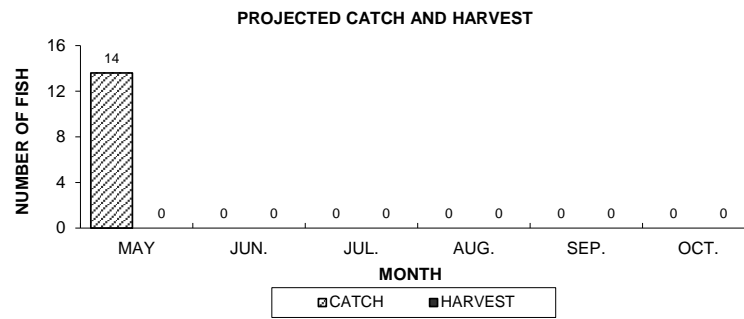 PROJECTED CATCH AND HARVEST
16
14
12
8
4
0
0 0 0 0 0 0 0 0 0 0 0
NUMBER OF FISH
MAY JUN. JUL. AUG. SEP. OCT.
MONTH
CATCH HARVEST